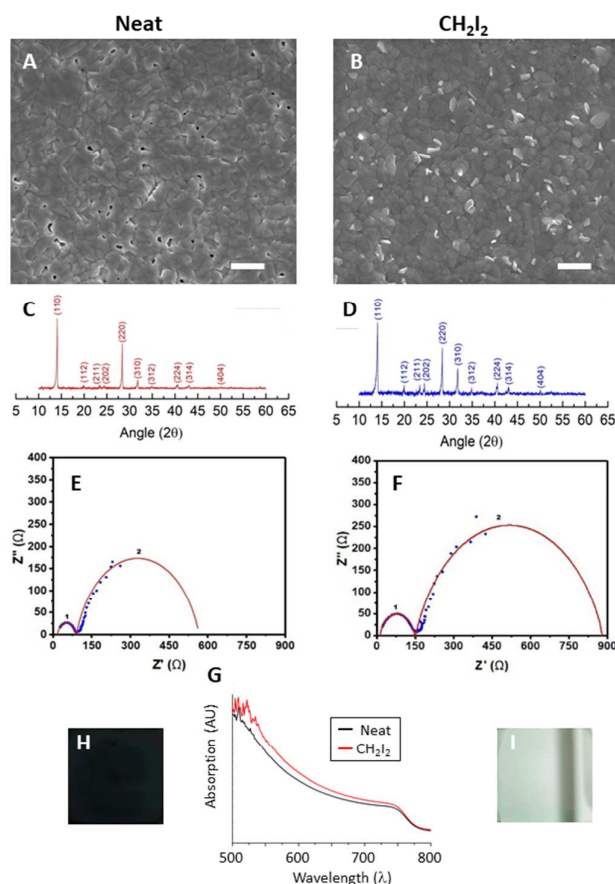 Neat
CH₂I₂
A
B
C
(110)
(112)
(211)
(202)
(220)
(310)
(312)
(224)
(314)
(404)
10 15 20 25 30 35 40 45 50 55 60 65
Angle (2θ)
D
(110)
(112)
(211)
(202)
(220)
(310)
(312)
(224)
(314)
(404)
10 15 20 25 30 35 40 45 50 55 60 65
Angle (2θ)
E
Z'' (Ω)
400
350
300
250
200
150
100
50
0
1
2
0 150 300 450 600 750 900
Z' (Ω)
F
Z'' (Ω)
400
350
300
250
200
150
100
50
0
1
2
0 150 300 450 600 750 900
Z' (Ω)
G
Absorption (AU)
Neat
CH₂I₂
500 600 700 800
Wavelength (λ)
H
I